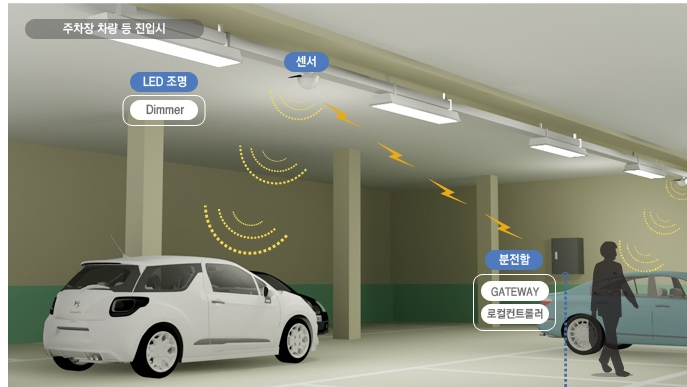 주차장 차량 등 진입시
센서
LED 조명
Dimmer
분전함
GATEWAY
로컬컨트롤러